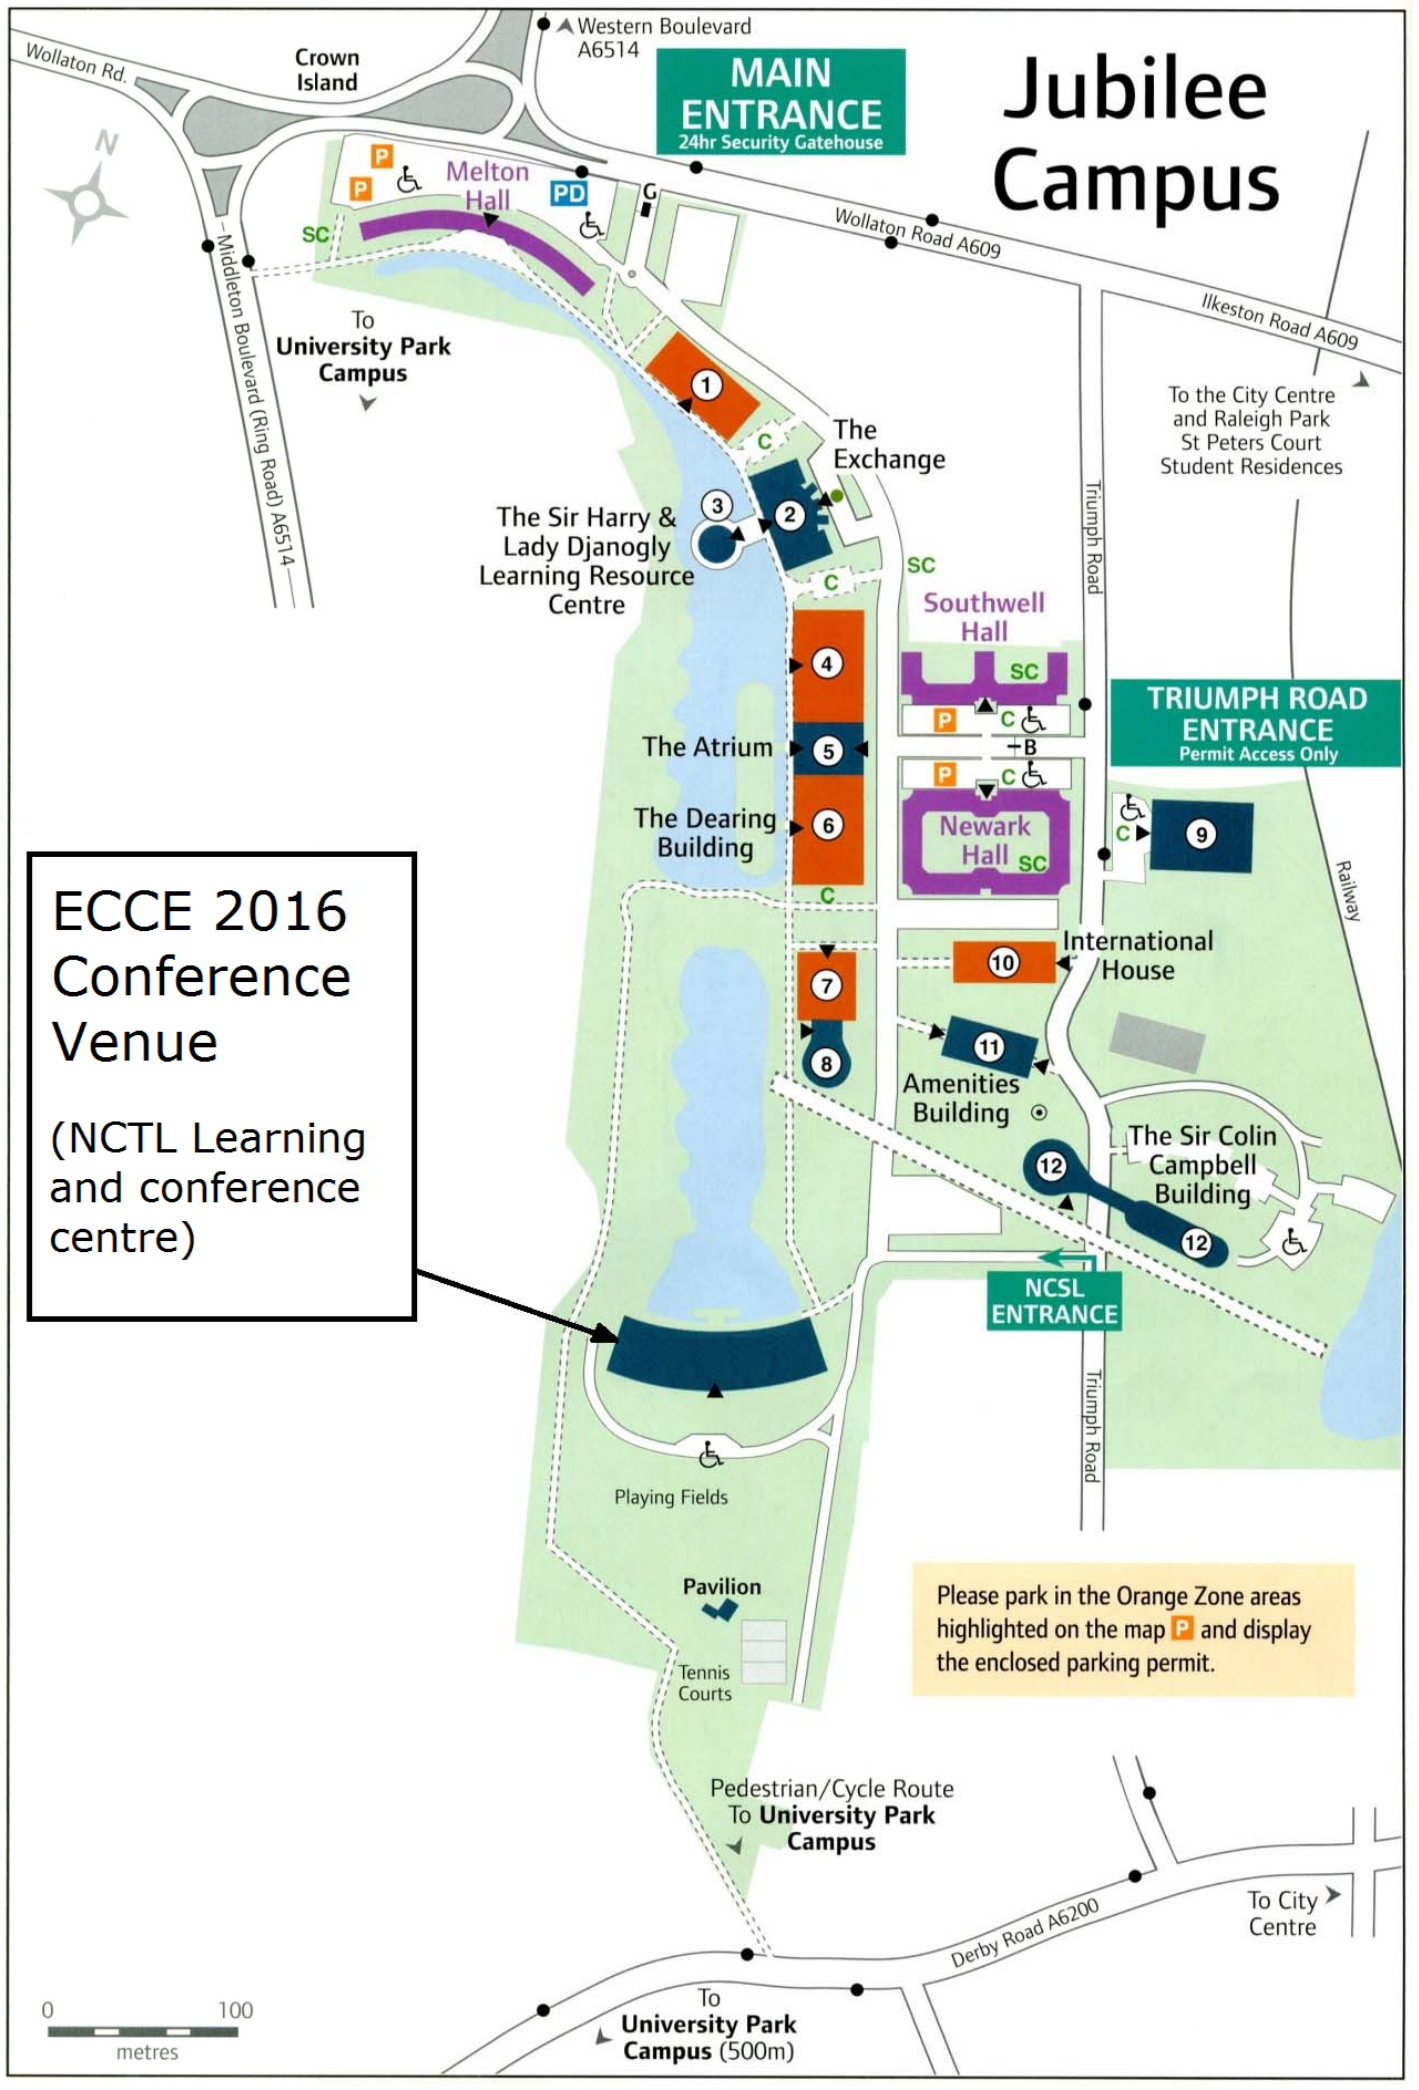 Western Boulevard
A6514
Wollaton Rd.
Crown
Island
MAIN
ENTRANCE
24hr Security Gatehouse
Jubilee
Campus
N
P
P
Melton
Hall
PD
G
SC
Wollaton Road A609
Middleton Boulevard (Ring Road) A6514
To
University Park
Campus
Ilkeston Road A609
To the City Centre
and Raleigh Park
St Peters Court
Student Residences
1
C
The
Exchange
2
3
The Sir Harry &
Lady Djanogly
Learning Resource
Centre
C
SC
Triumph Road
Southwell
Hall
SC
4
P
C
TRIUMPH ROAD
ENTRANCE
Permit Access Only
The Atrium
5
B
P
C
The Dearing
Building
6
Newark
Hall
SC
C
9
Railway
C
ECCE 2016
Conference
Venue
(NCTL Learning
and conference
centre)
International
House
10
7
8
11
Amenities
Building
The Sir Colin
Campbell
Building
12
12
NCSL
ENTRANCE
Triumph Road
Playing Fields
Pavilion
Tennis
Courts
Please park in the Orange Zone areas
highlighted on the map P and display
the enclosed parking permit.
Pedestrian/Cycle Route
To University Park
Campus
To City
Centre
Derby Road A6200
0 100
metres
To
University Park
Campus (500m)